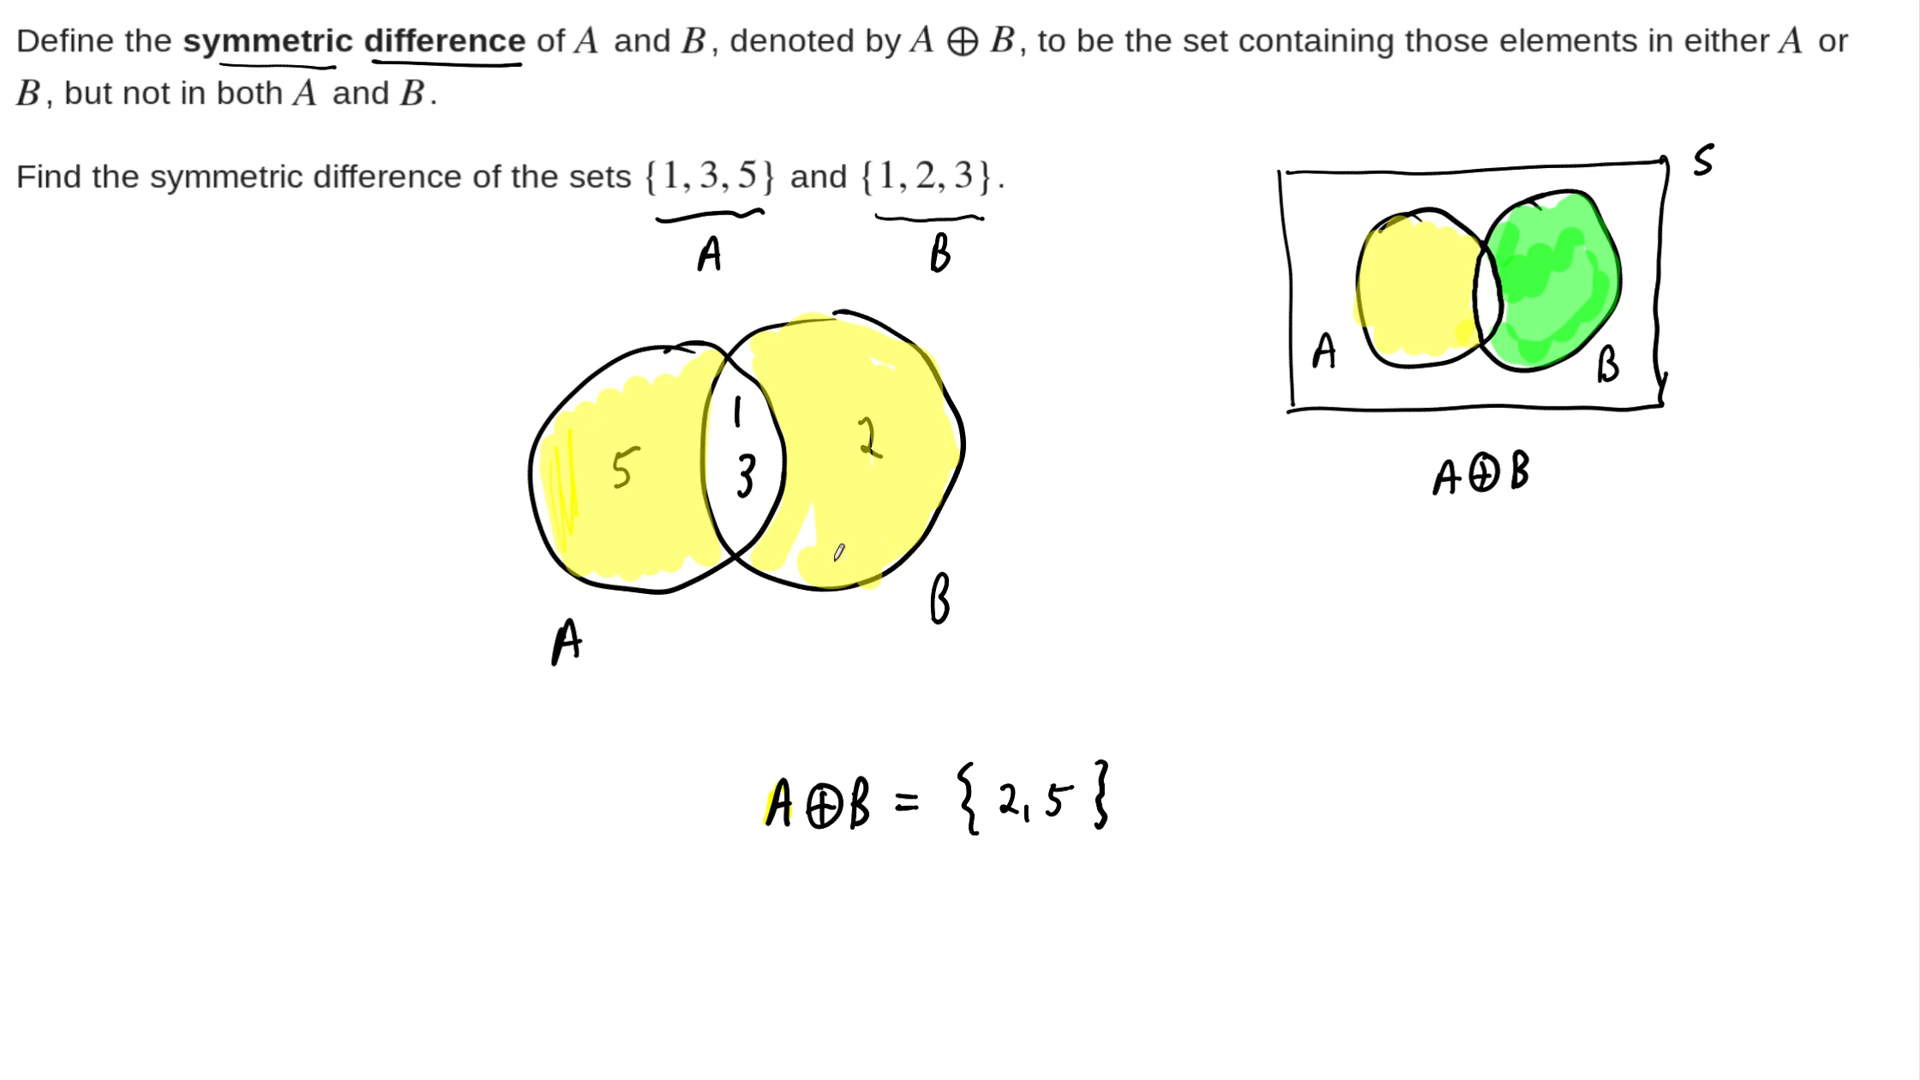 Define the symmetric difference of A and B, denoted by A ⊕ B, to be the set containing those elements in either A or
B, but not in both A and B.
Find the symmetric difference of the sets {1, 3, 5} and {1, 2, 3}.
A
B
S
A
B
A⊕B
5
1
3
2
A
B
A⊕B = { 2, 5 }